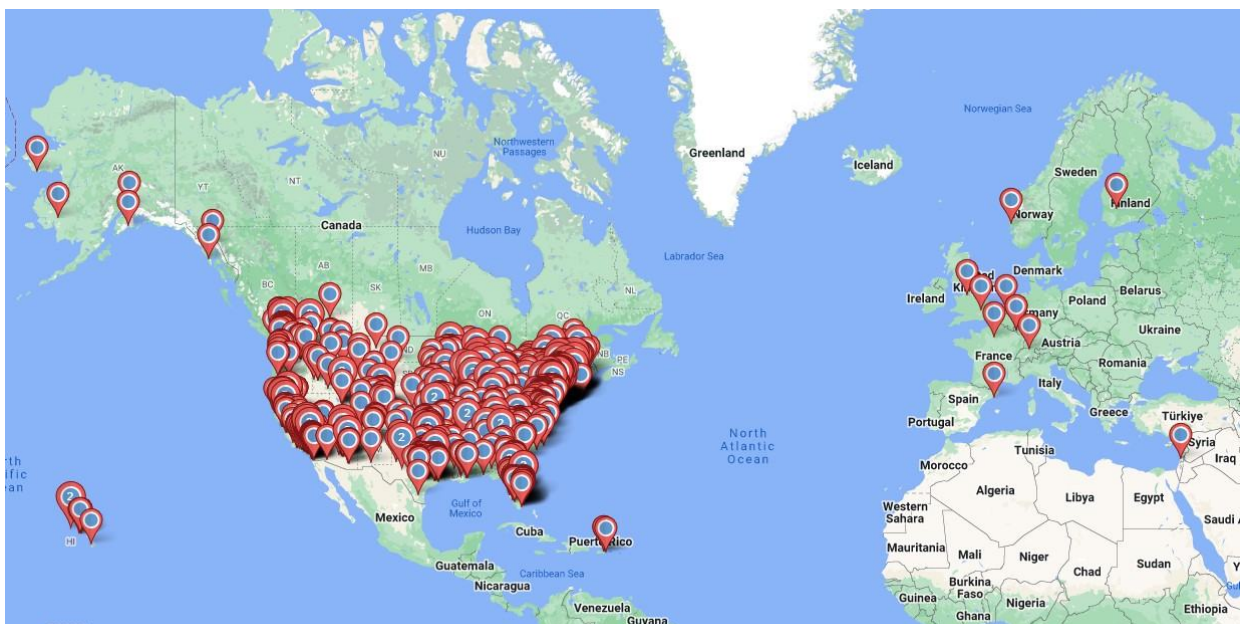 Norwegian Sea
Northwestern
Passages
NU
Greenland
Iceland
AK
Sweden
YT
NT
Finland
Norway
Canada
Hudson Bay
Labrador Sea
AB
MB
BC
SK
NL
Denmark
Ireland
Poland
Belarus
ON
QC
Ukraine
Austria
France
Romania
NB
PE
NS
ND
Italy
Spain
Portugal
Greece
Türkiye
North
Atlantic
Ocean
Syria
Iraq
Tunisia
Morocco
2
2
2
2
2
Algeria
Libya
Egypt
Western
Sahara
Gulf of
Mexico
Mexico
Cuba
Puerto Rico
HI
Mauritania
Mali
Niger
Chad
Sudan
Guatemala
Caribbean Sea
Nicaragua
Burkina
Faso
Guinea
Nigeria
Ghana
Ethiopia
Venezuela
Guyana